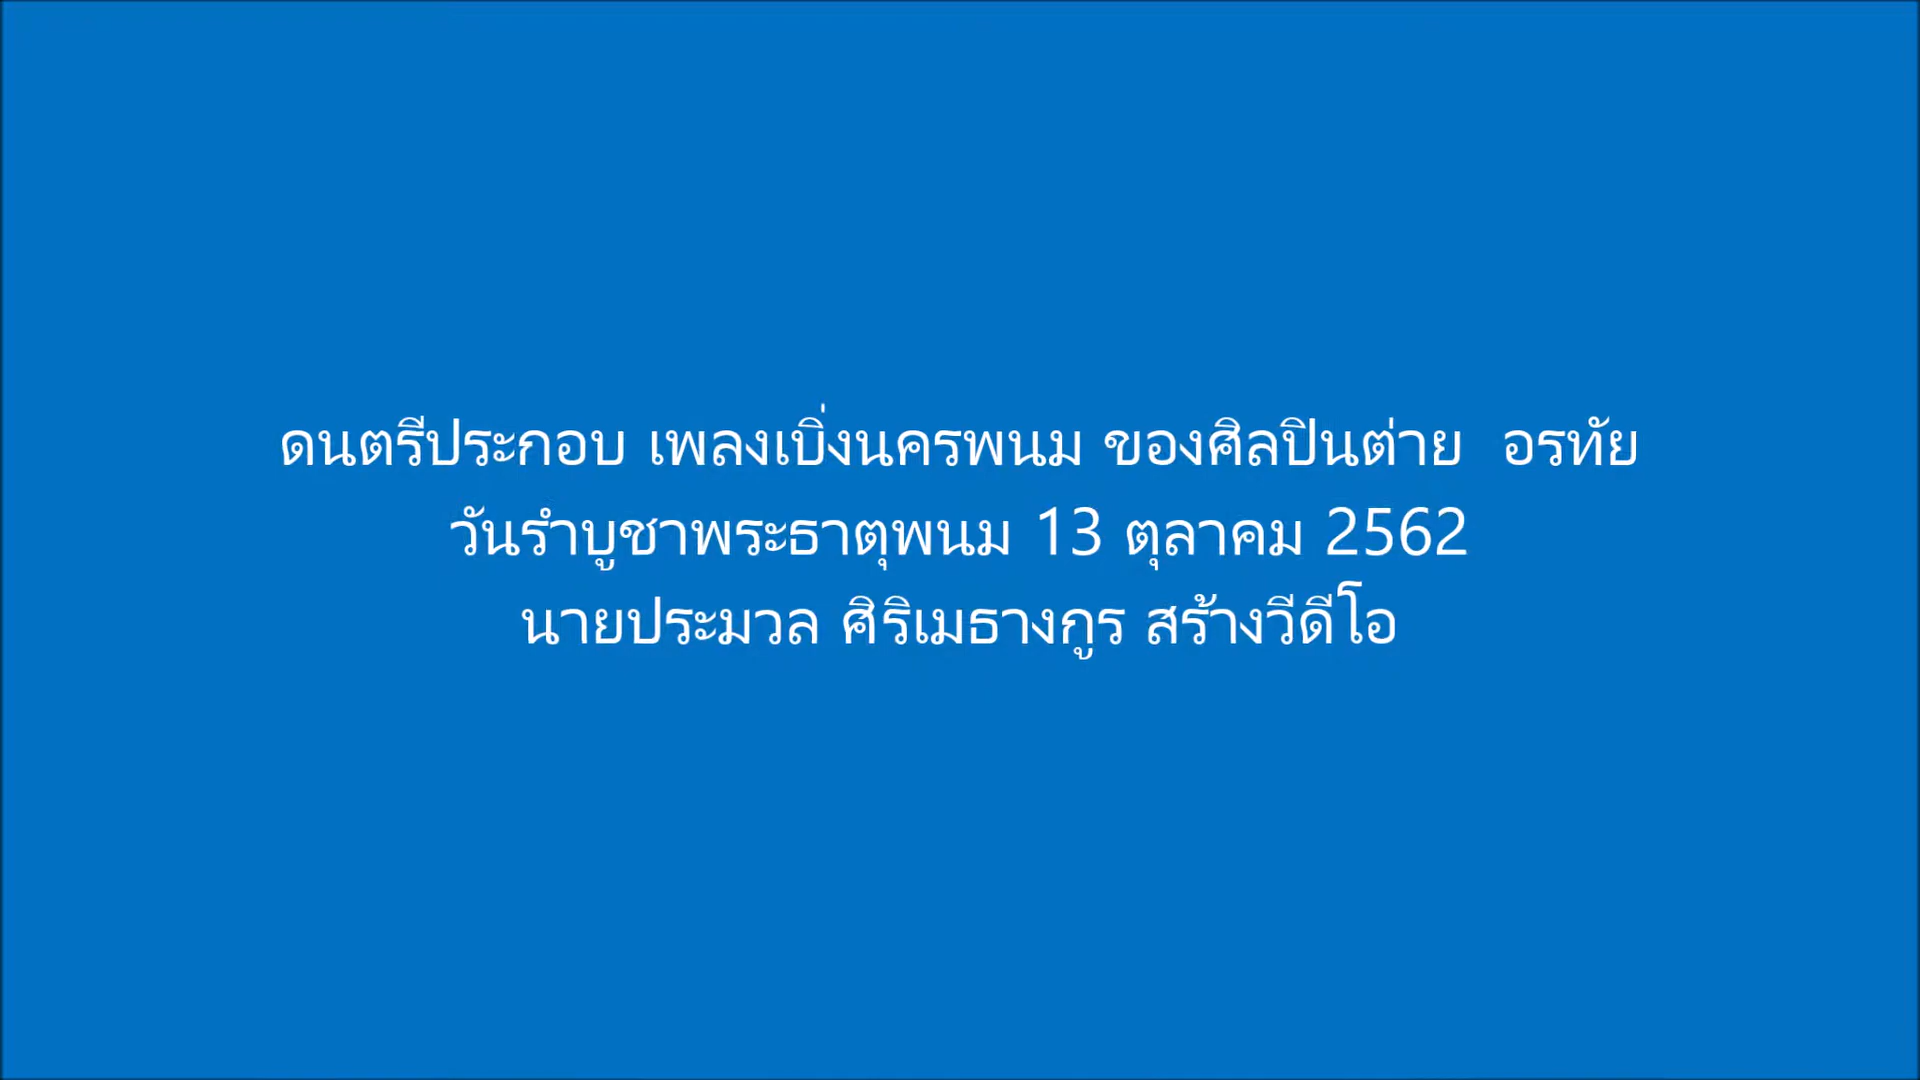 ดนตรีประกอบ เพลงเบิ่งนครพนม ของศิลปินต่าย  อรทัย
วันรำบูชาพระธาตุพนม 13 ตุลาคม 2562
นายประมวล ศิริเมธางกูร สร้างวีดีโอ